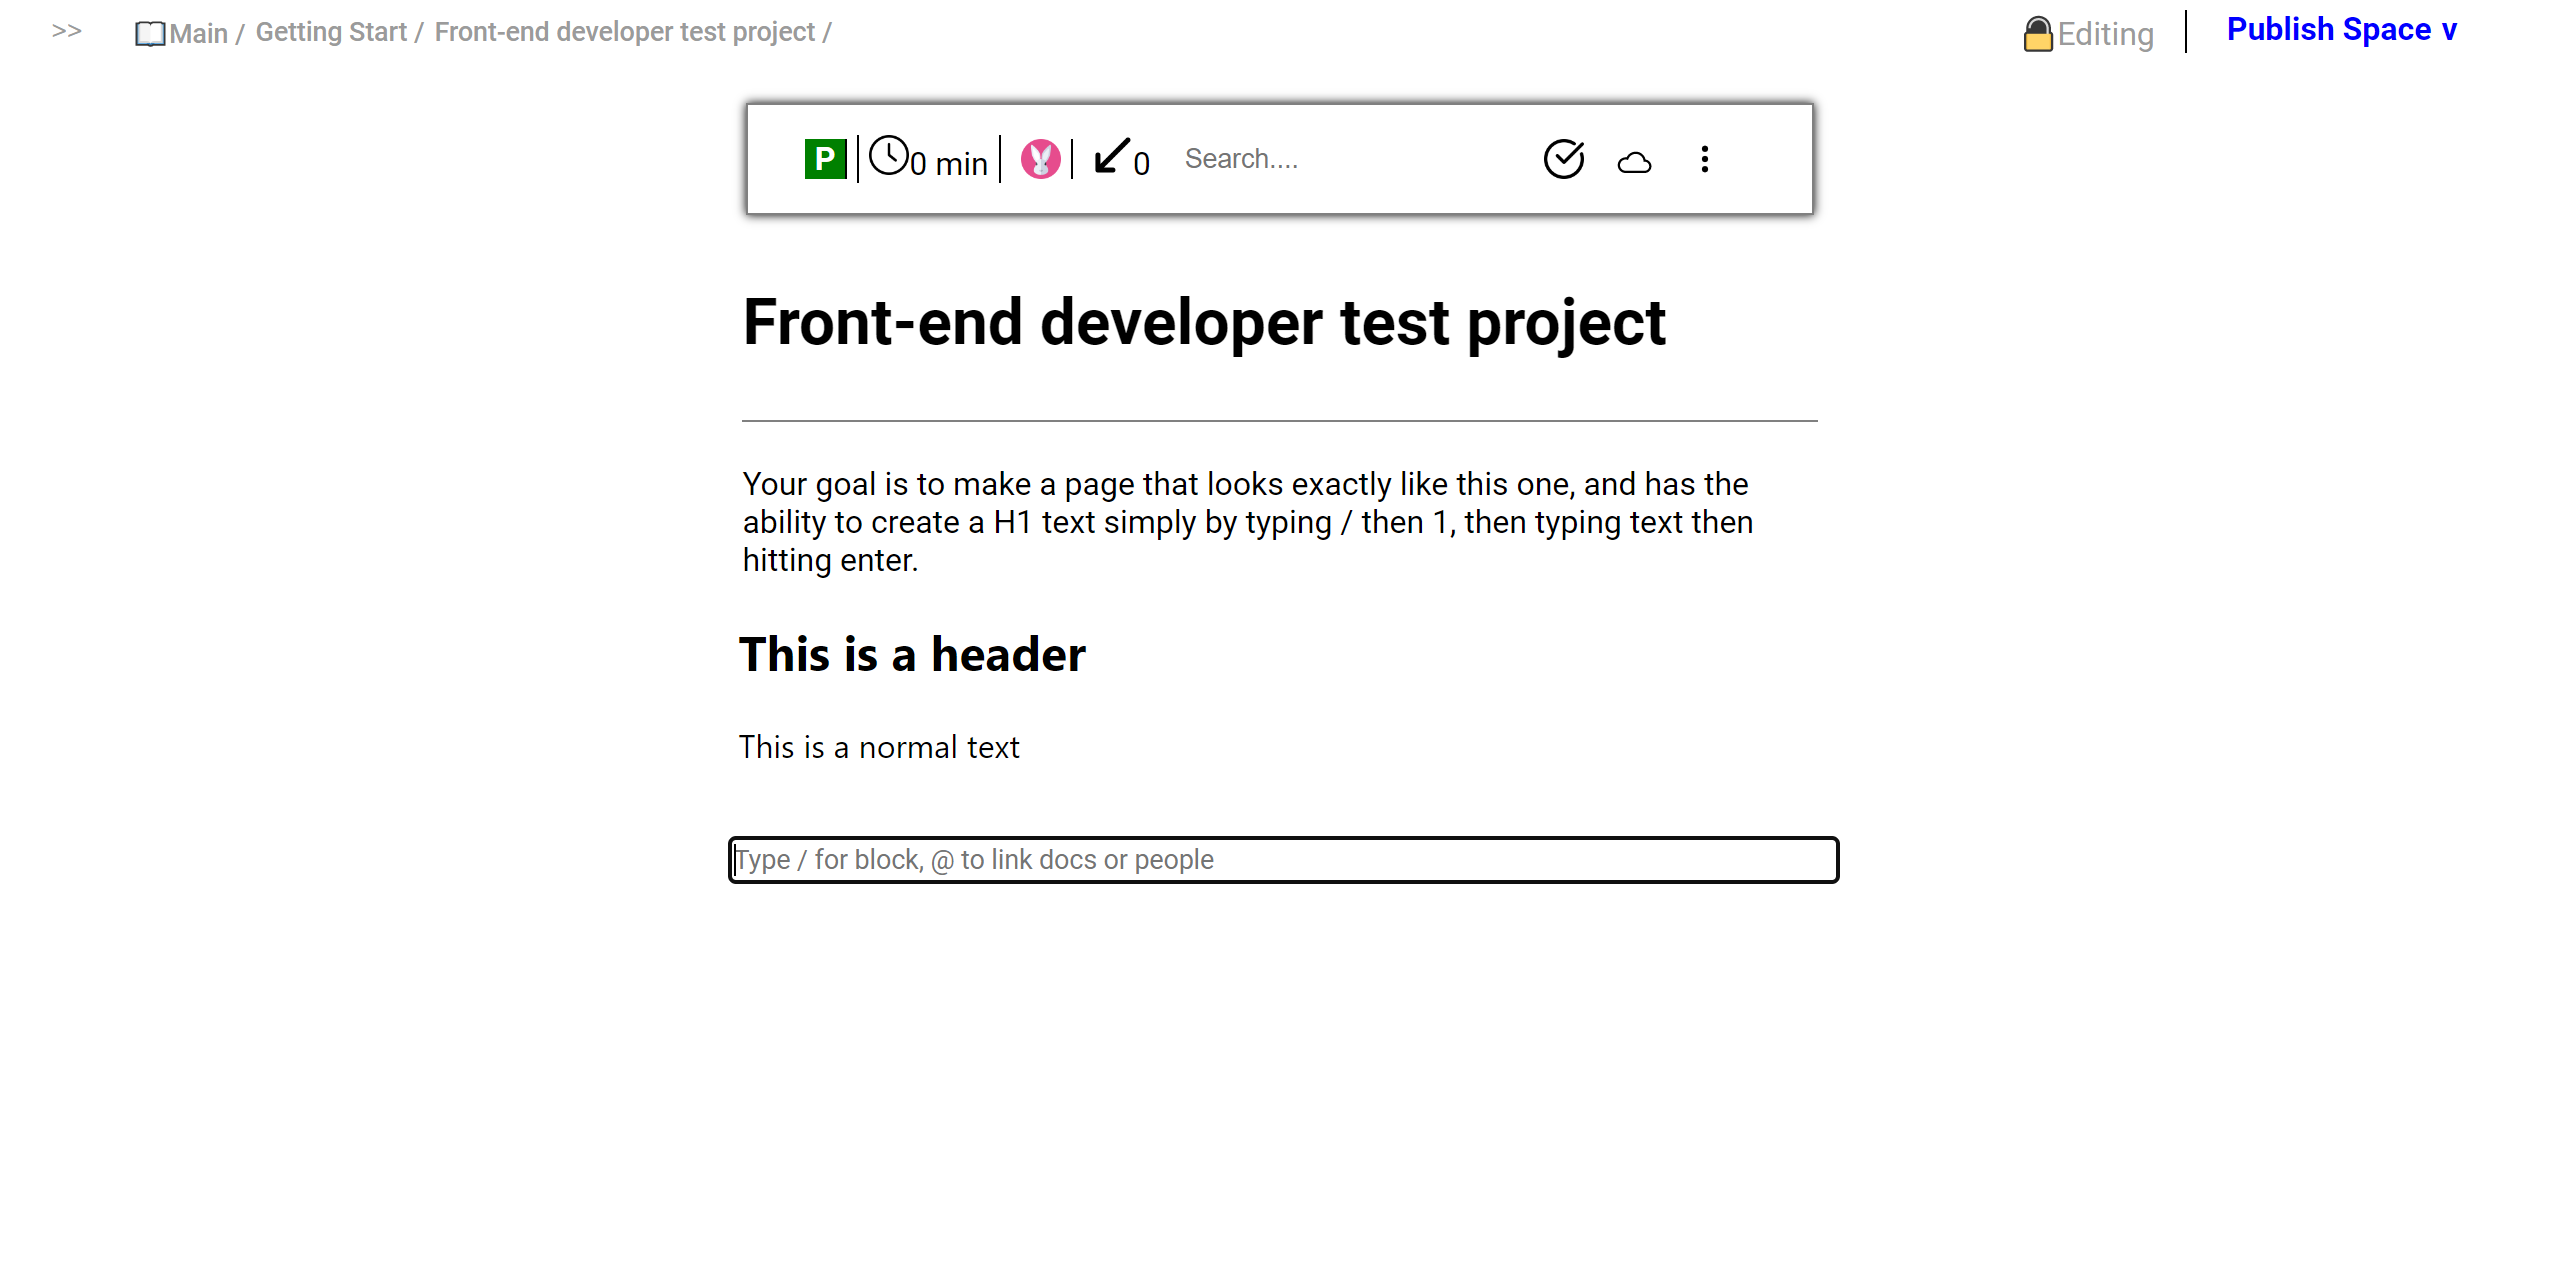 >> Main / Getting Start / Front-end developer test project / Editing Publish Space v
P 0 min 0 Search....
Front-end developer test project
Your goal is to make a page that looks exactly like this one, and has the
ability to create a H1 text simply by typing / then 1, then typing text then
hitting enter.
This is a header
This is a normal text
Type / for block, @ to link docs or people